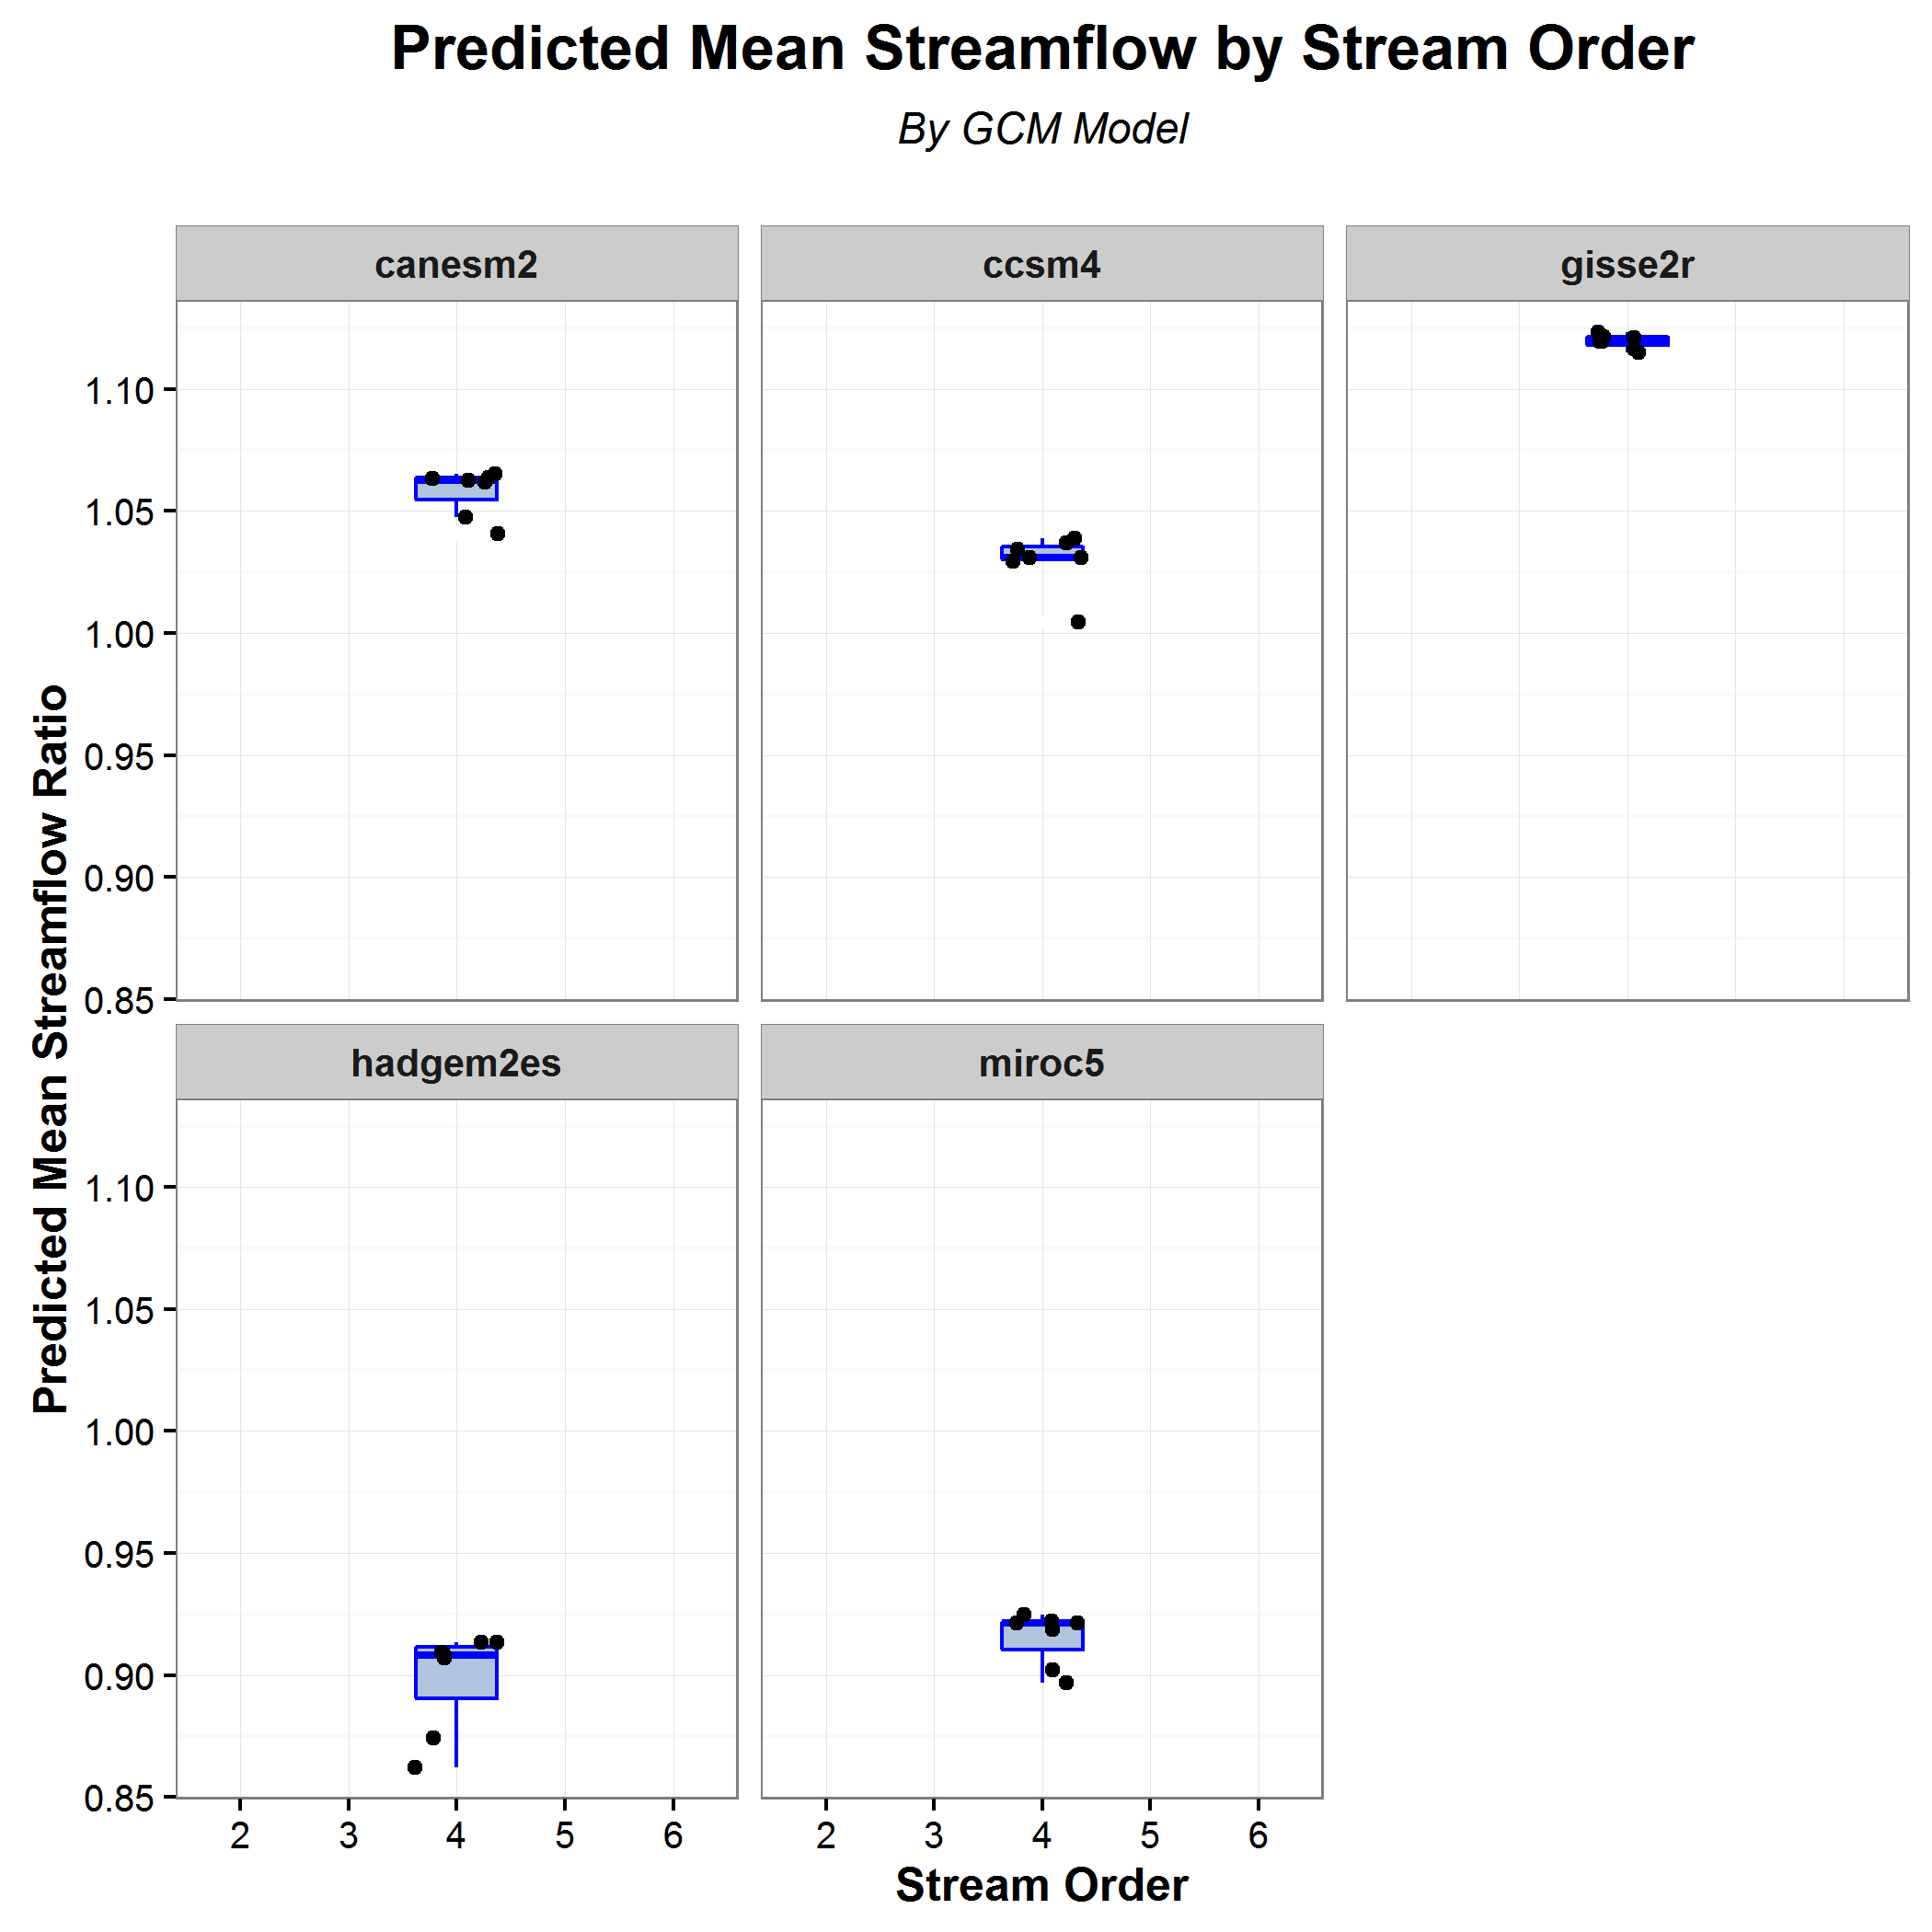 Predicted Mean Streamflow by Stream Order
By GCM Model
canesm2
ccsm4
gisse2r
1.10
1.05
1.00
0.95
0.90
0.85
Predicted Mean Streamflow Ratio
hadgem2es
miroc5
1.10
1.05
1.00
0.95
0.90
0.85
2 3 4 5 6
2 3 4 5 6
Stream Order